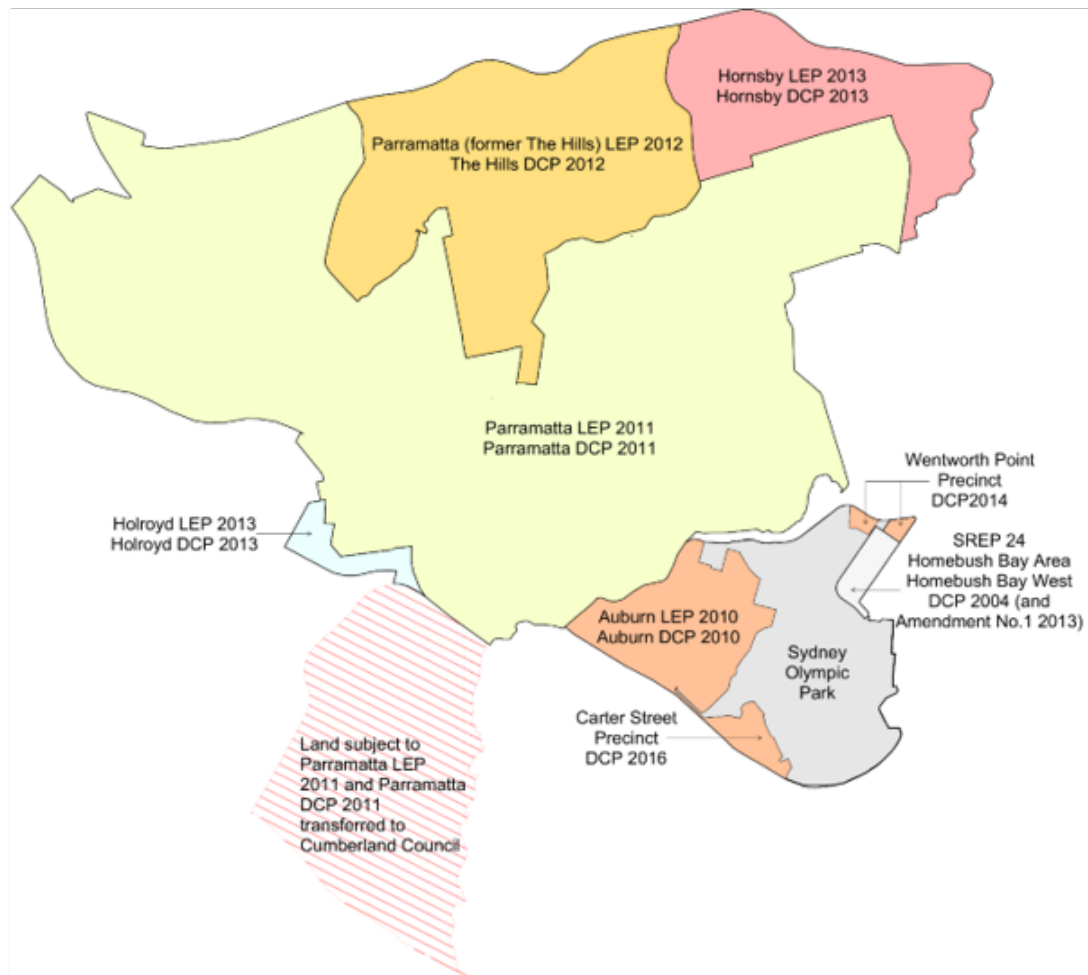 Hornsby LEP 2013
Hornsby DCP 2013
Parramatta (former The Hills) LEP 2012
The Hills DCP 2012
Parramatta LEP 2011
Parramatta DCP 2011
Wentworth Point
Precinct
DCP2014
Holroyd LEP 2013
Holroyd DCP 2013
SREP 24
Homebush Bay Area
Homebush Bay West
DCP 2004 (and
Amendment No.1 2013)
Auburn LEP 2010
Auburn DCP 2010
Sydney
Olympic
Park
Carter Street
Precinct
DCP 2016
Land subject to
Parramatta LEP
2011 and Parramatta
DCP 2011
transferred to
Cumberland Council